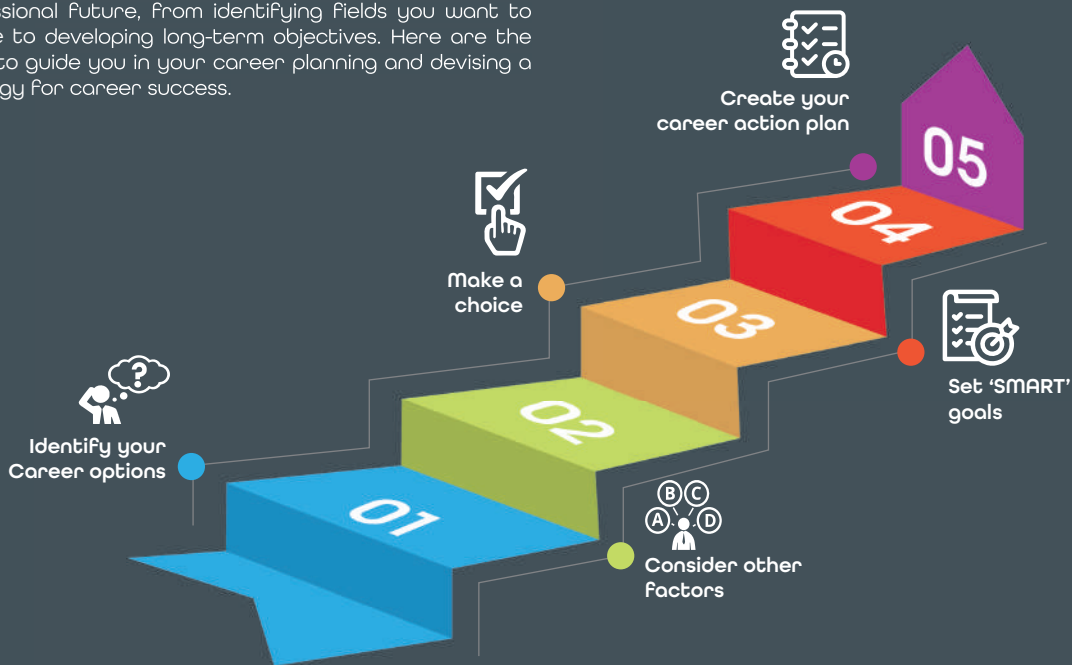 future, from identifying fields you want to
to developing long-term objectives. Here are the
to guide you in your career planning and devising a
for career success.
Create your
career action plan
05
04
Make a
choice
03
Set ‘SMART’
goals
02
?
Identify your
Career options
01
B C
A D
Consider other
factors